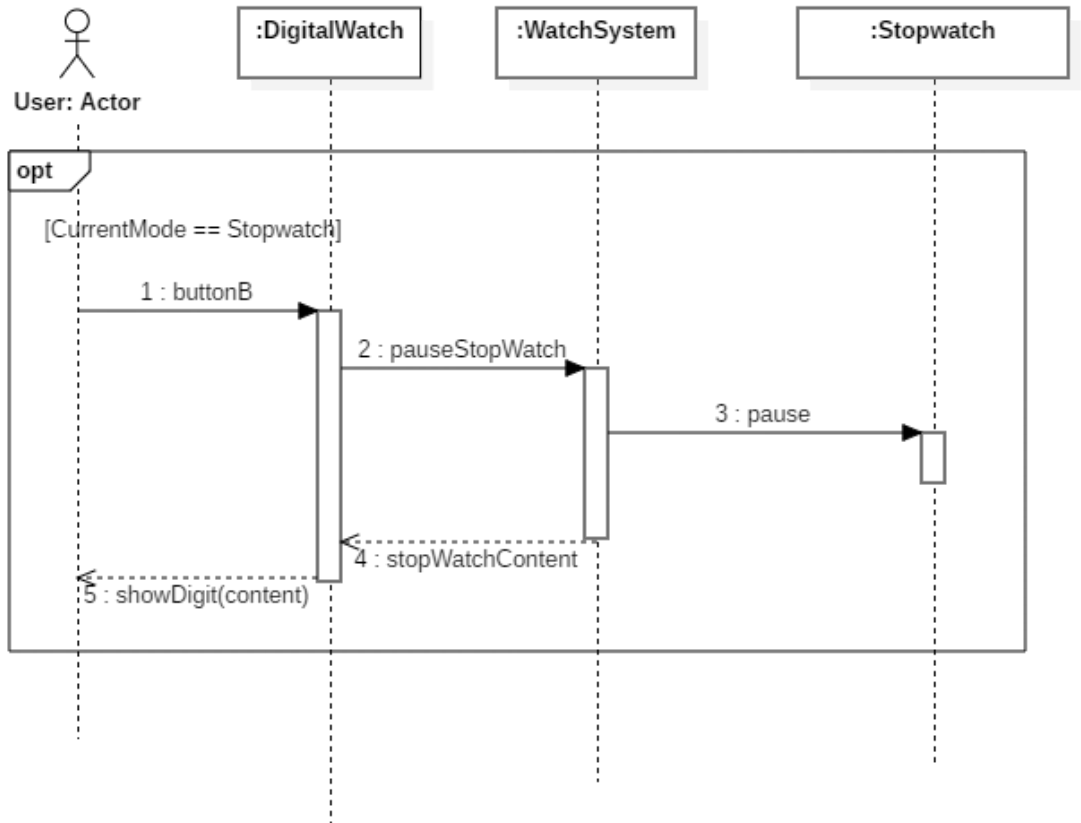 :DigitalWatch
:WatchSystem
:Stopwatch
User: Actor
opt
[CurrentMode == Stopwatch]
1 : buttonB
2 : pauseStopWatch
3 : pause
4 : stopWatchContent
5 : showDigit(content)